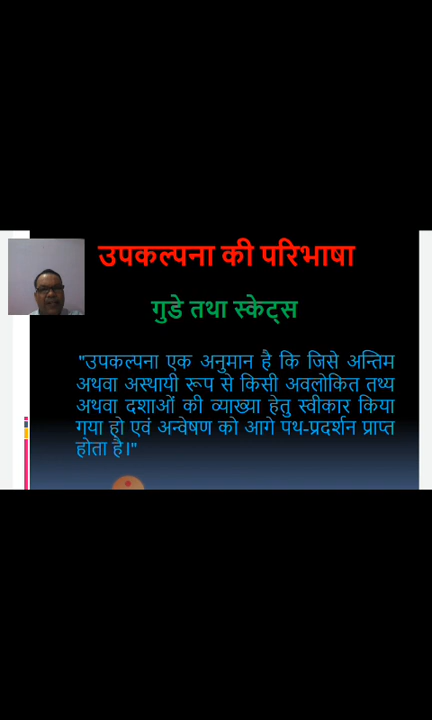 उपकल्पना की परिभाषा
गुडे तथा स्केट्स
"उपकल्पना एक अनुमान है कि जिसे अन्तिम
अथवा अस्थायी रूप से किसी अवलोकित तथ्य
अथवा दशाओं की व्याख्या हेतु स्वीकार किया
गया हो एवं अन्वेषण को आगे पथ-प्रदर्शन प्राप्त
होता है।"